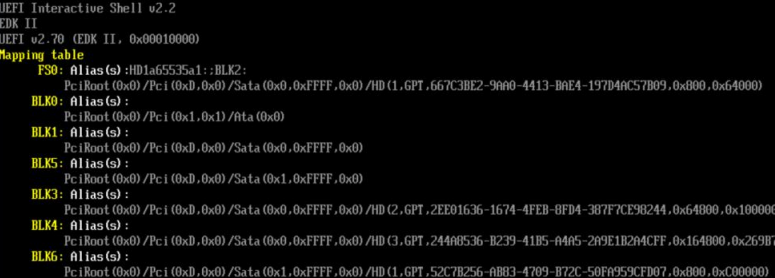 UEFI Interactive Shell v2.2
EDK II
UEFI v2.70 (EDK II, 0x00010000)
Mapping table
FS0: Alias(s):HD1a65535a1:;BLK2:
PciRoot(0x0)/Pci(0xD,0x0)/Sata(0x0,0xFFFF,0x0)/HD(1,GPT,667C3BE2-9AA0-4413-BAE4-197D4AC57B09,0x800,0x64000)
BLK0: Alias(s):
PciRoot(0x0)/Pci(0x1,0x1)/Ata(0x0)
BLK1: Alias(s):
PciRoot(0x0)/Pci(0xD,0x0)/Sata(0x0,0xFFFF,0x0)
BLK5: Alias(s):
PciRoot(0x0)/Pci(0xD,0x0)/Sata(0x1,0xFFFF,0x0)
BLK3: Alias(s):
PciRoot(0x0)/Pci(0xD,0x0)/Sata(0x0,0xFFFF,0x0)/HD(2,GPT,2EE01636-1674-4FEB-8FD4-387F7CE98244,0x64800,0x100000
BLK4: Alias(s):
PciRoot(0x0)/Pci(0xD,0x0)/Sata(0x0,0xFFFF,0x0)/HD(3,GPT,244A8536-B239-41B5-A4A5-2A9E1B2A4CFF,0x164800,0x269B7
BLK6: Alias(s):
PciRoot(0x0)/Pci(0xD,0x0)/Sata(0x1,0xFFFF,0x0)/HD(1,GPT,52C7B256-AB83-4709-B72C-50FA959CFD07,0x800,0xC00000)